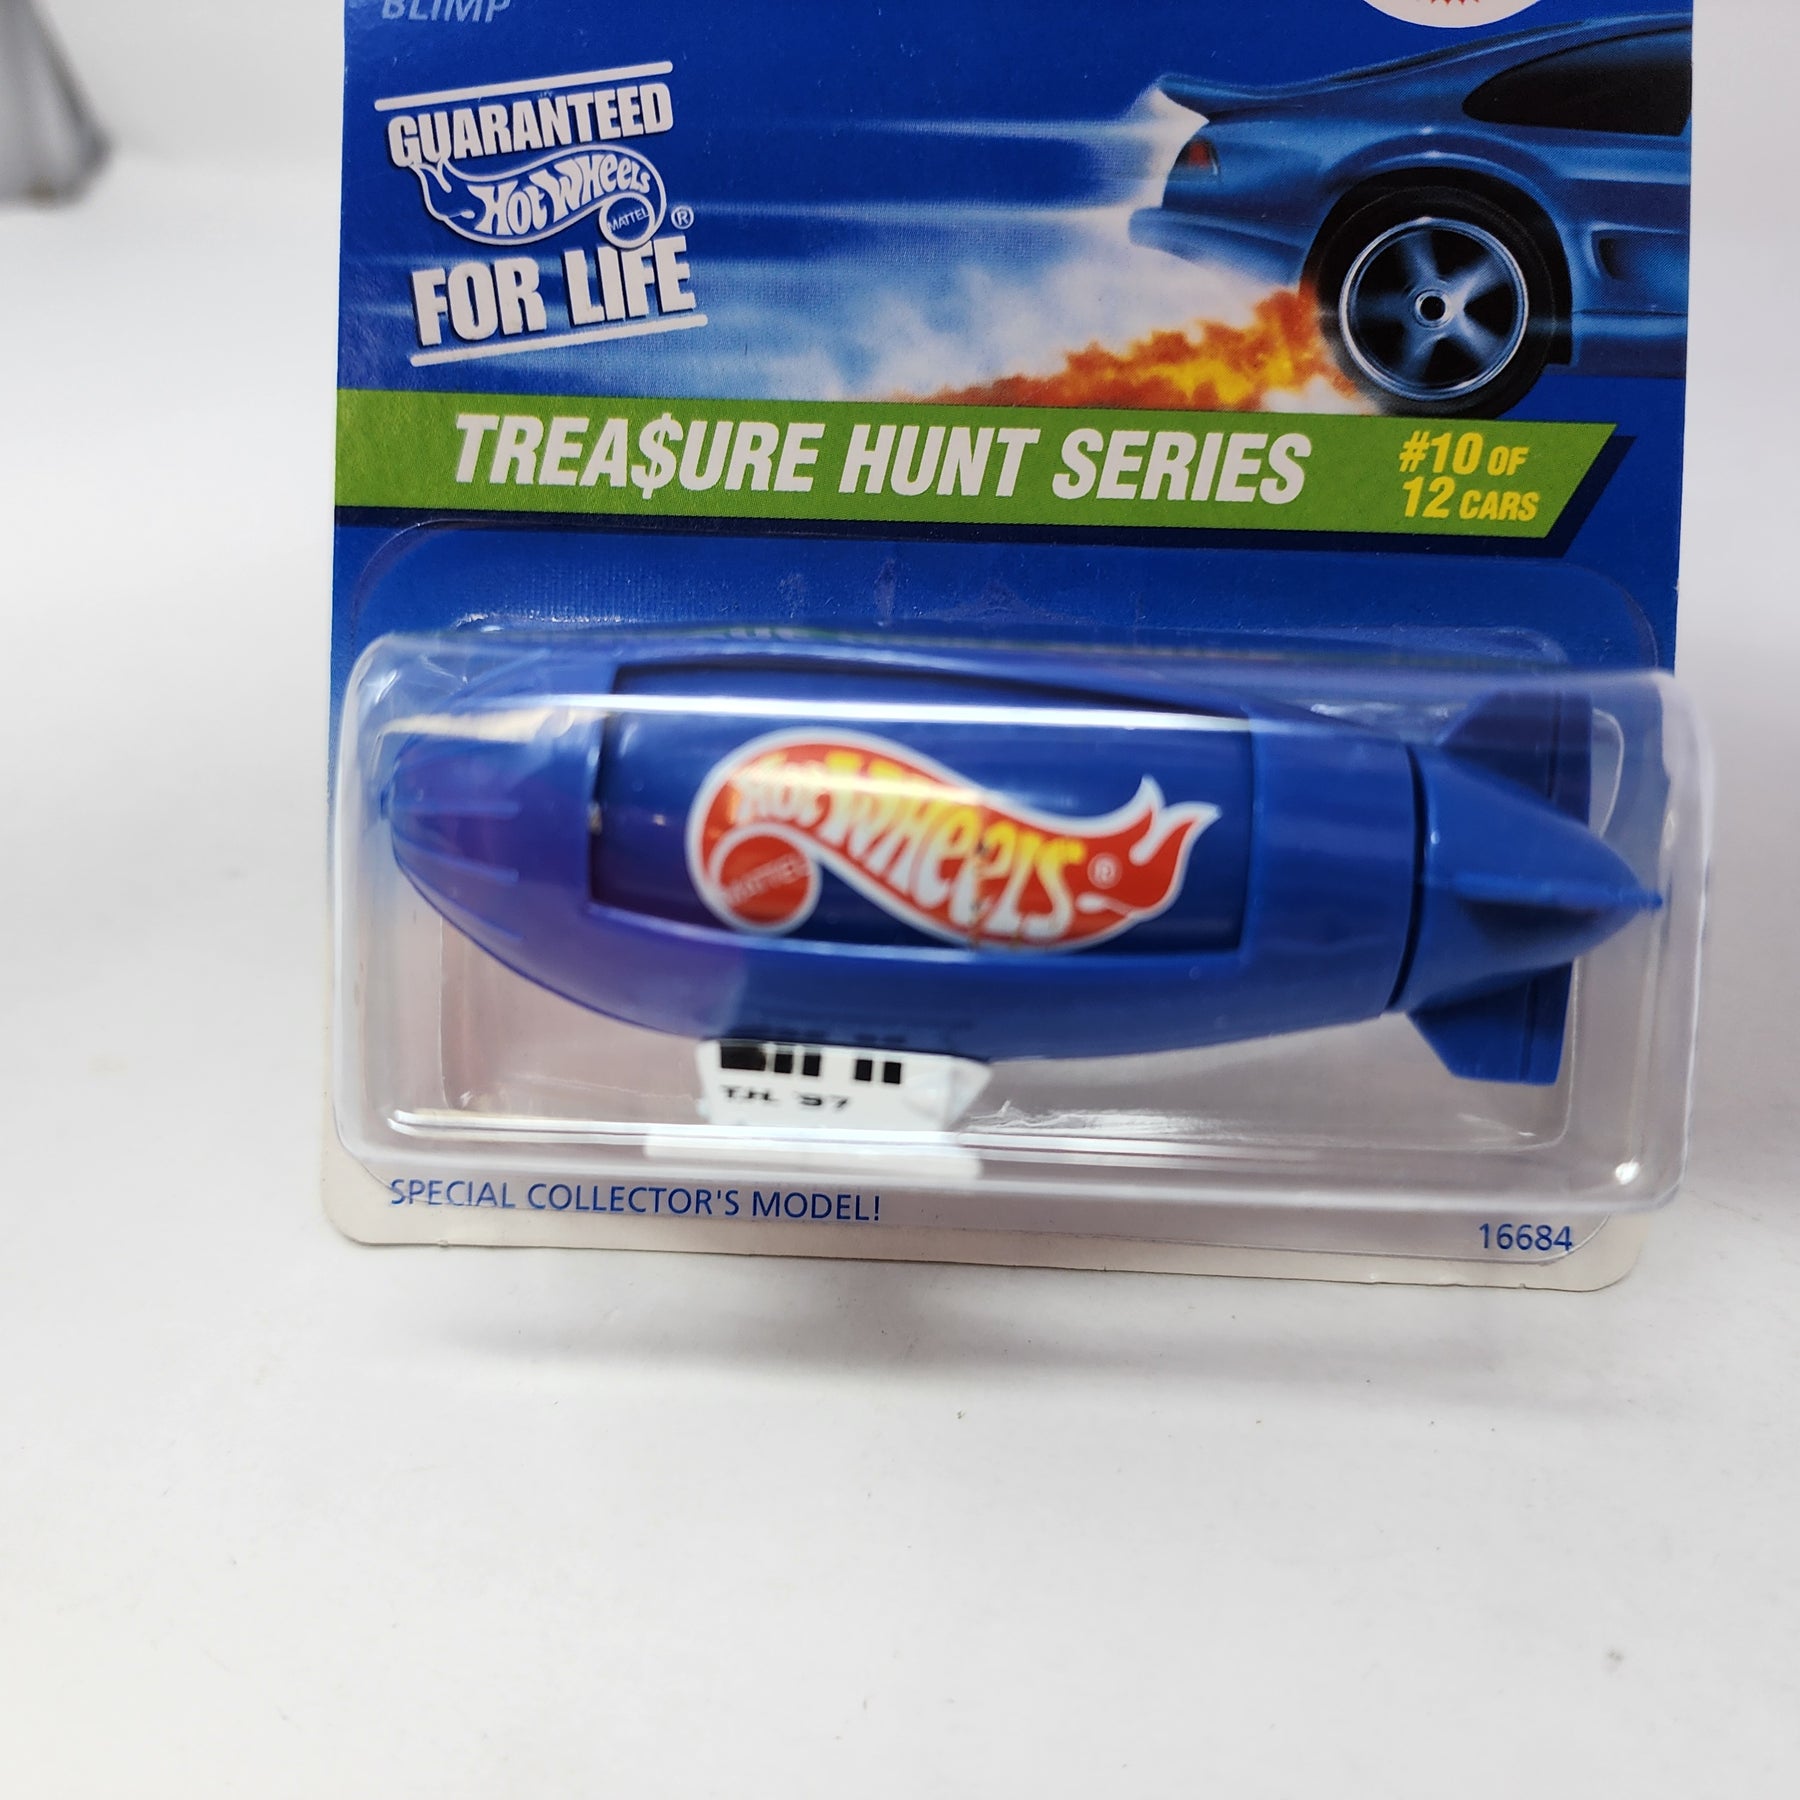 BLIMP
GUARANTEED
HOT WHEELS
MATTEL
®
FOR LIFE
TREA$URE HUNT SERIES
#10 OF
12 CARS
HOT WHEELS
®
MATTEL
T.H. '97
SPECIAL COLLECTOR'S MODEL!
16684